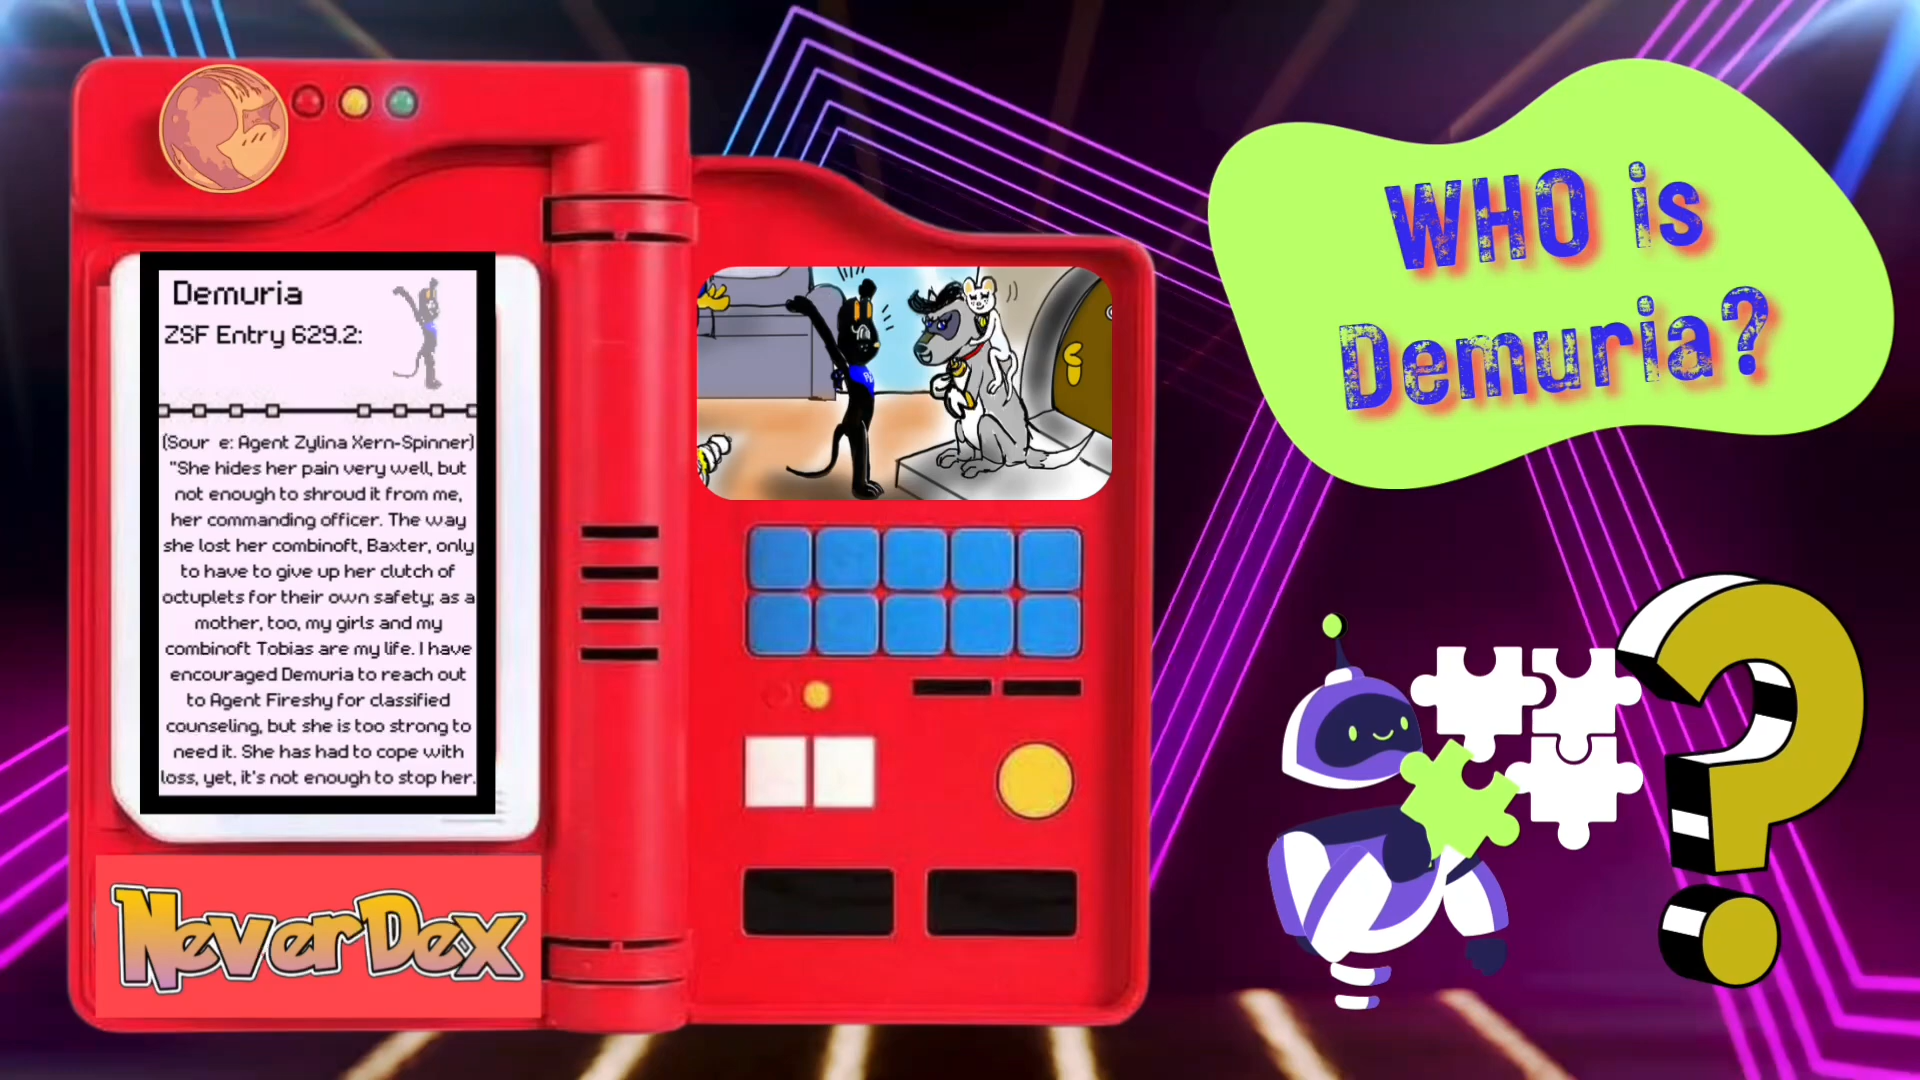 Demuria
ZSF Entry 629.2:
(Sour e: Agent Zylina Xern-Spinner)
"She hides her pain very well, but
not enough to shroud it from me,
her commanding officer. The way
she lost her combinoft, Baxter, only
to have to give up her clutch of
octuplets for their own safety; as a
mother, too, my girls and my
combinoft Tobias are my life. I have
encouraged Demuria to reach out
to Agent Fireshy for classified
counseling, but she is too strong to
need it. She has had to cope with
loss, yet, it's not enough to stop her.
NeverDex
WHO is
Demuria?